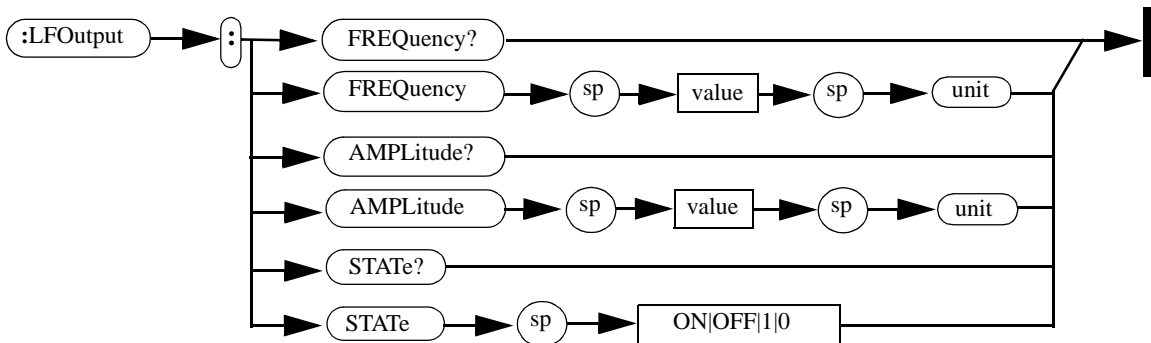 :LFOutput : FREQuency?
FREQuency sp value sp unit
AMPLitude?
AMPLitude sp value sp unit
STATe?
STATe sp ON|OFF|1|0